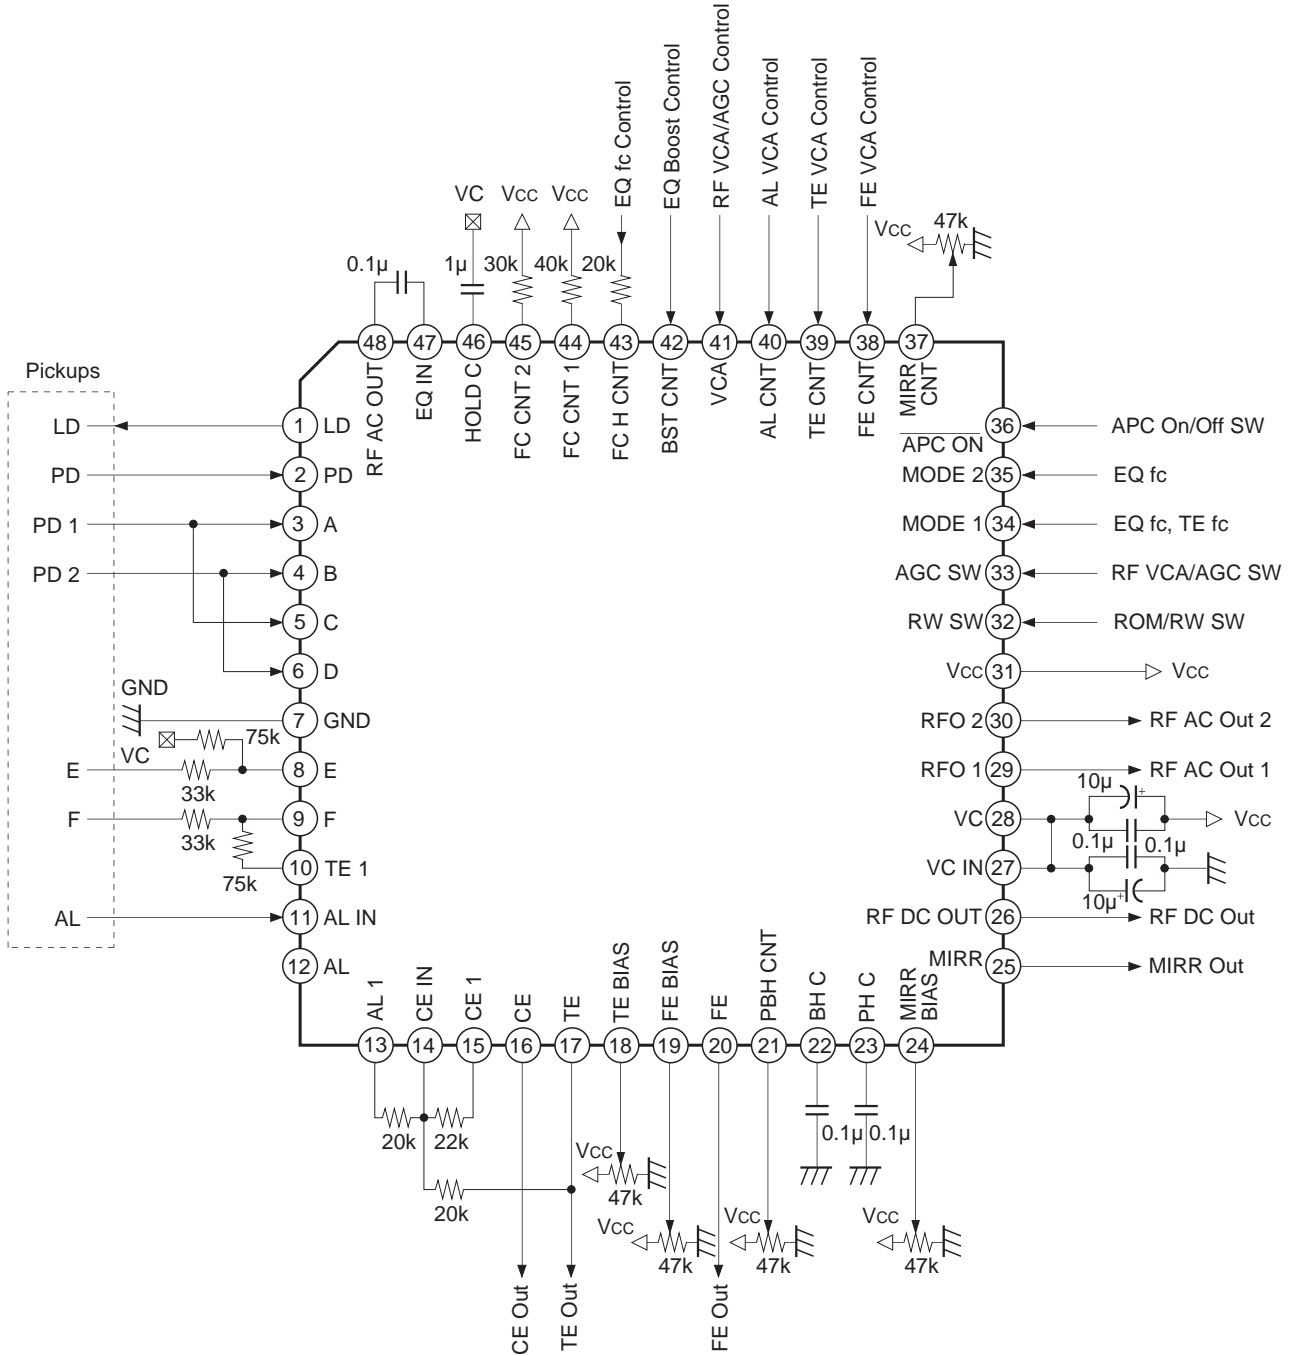 EQ fc Control
EQ Boost Control
RF VCA/AGC Control
AL VCA Control
TE VCA Control
FE VCA Control
VC
Vcc
Vcc
Vcc
47k
0.1µ
1µ
30k
40k
20k
48
47
46
45
44
43
42
41
40
39
38
37
RF AC OUT
EQ IN
HOLD C
FC CNT 2
FC CNT 1
FC H CNT
BST CNT
VCA
AL CNT
TE CNT
FE CNT
MIRR
CNT
Pickups
LD
1
LD
PD
2
PD
PD 1
3
A
PD 2
4
B
5
C
6
D
GND
7
GND
VC
75k
E
33k
8
E
F
33k
9
F
75k
10
TE 1
AL
11
AL IN
12
AL
APC ON
36
APC On/Off SW
MODE 2
35
EQ fc
MODE 1
34
EQ fc, TE fc
AGC SW
33
RF VCA/AGC SW
RW SW
32
ROM/RW SW
Vcc
31
Vcc
RFO 2
30
RF AC Out 2
RFO 1
29
RF AC Out 1
10µ
+
VC
28
Vcc
0.1µ
0.1µ
VC IN
27
10µ
+
RF DC OUT
26
RF DC Out
MIRR
25
MIRR Out
AL 1
CE IN
CE 1
CE
TE
TE BIAS
FE BIAS
FE
PBH CNT
BH C
PH C
MIRR
BIAS
13
14
15
16
17
18
19
20
21
22
23
24
20k
22k
20k
0.1µ
0.1µ
Vcc
47k
Vcc
47k
Vcc
47k
Vcc
47k
CE Out
TE Out
FE Out